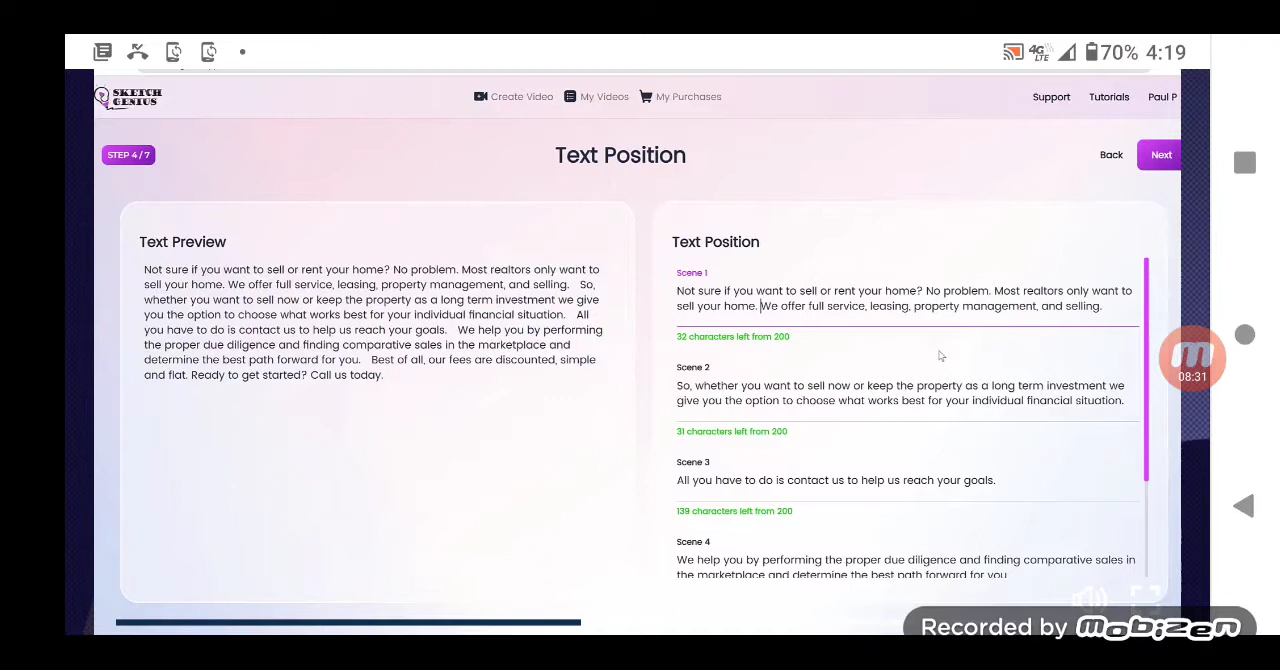 4G LTE 70% 4:19
SKETCH GENIUS
Create Video My Videos My Purchases
Support Tutorials Paul P
STEP 4 / 7
Text Position
Back Next
Text Preview
Not sure if you want to sell or rent your home? No problem. Most realtors only want to
sell your home. We offer full service, leasing, property management, and selling. So,
whether you want to sell now or keep the property as a long term investment we give
you the option to choose what works best for your individual financial situation. All
you have to do is contact us to help us reach your goals. We help you by performing
the proper due diligence and finding comparative sales in the marketplace and
determine the best path forward for you. Best of all, our fees are discounted, simple
and flat. Ready to get started? Call us today.
Text Position
Scene 1
Not sure if you want to sell or rent your home? No problem. Most realtors only want to
sell your home. We offer full service, leasing, property management, and selling.
32 characters left from 200
Scene 2
So, whether you want to sell now or keep the property as a long term investment we
give you the option to choose what works best for your individual financial situation.
31 characters left from 200
Scene 3
All you have to do is contact us to help us reach your goals.
139 characters left from 200
Scene 4
We help you by performing the proper due diligence and finding comparative sales in
the marketplace and determine the best path forward for you
08:31
Recorded by Mobizen